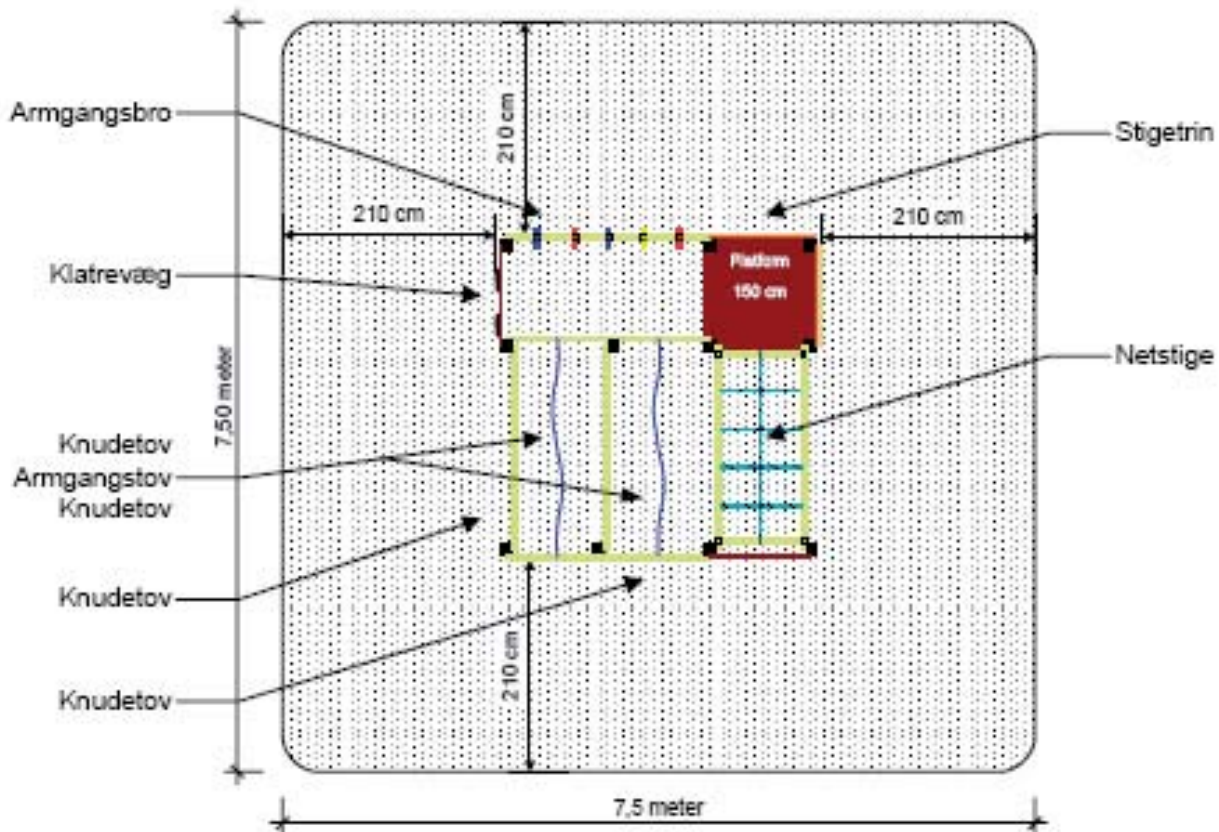 Armgangsbro
210 cm
Stigetrin
210 cm
210 cm
Platform
150 cm
Klatrevæg
Netstige
7,50 meter
Knudetov
Armgangstov
Knudetov
Knudetov
210 cm
Knudetov
7,5 meter